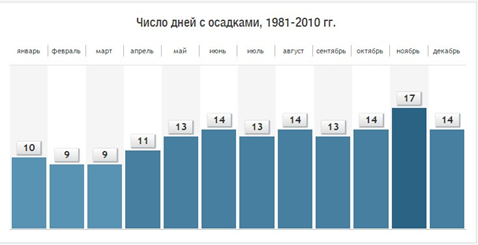 Число дней с осадками, 1981-2010 гг.
январь февраль март апрель май июнь июль август сентябрь октябрь ноябрь декабрь
10 9 9 11 13 14 13 14 13 14 17 14